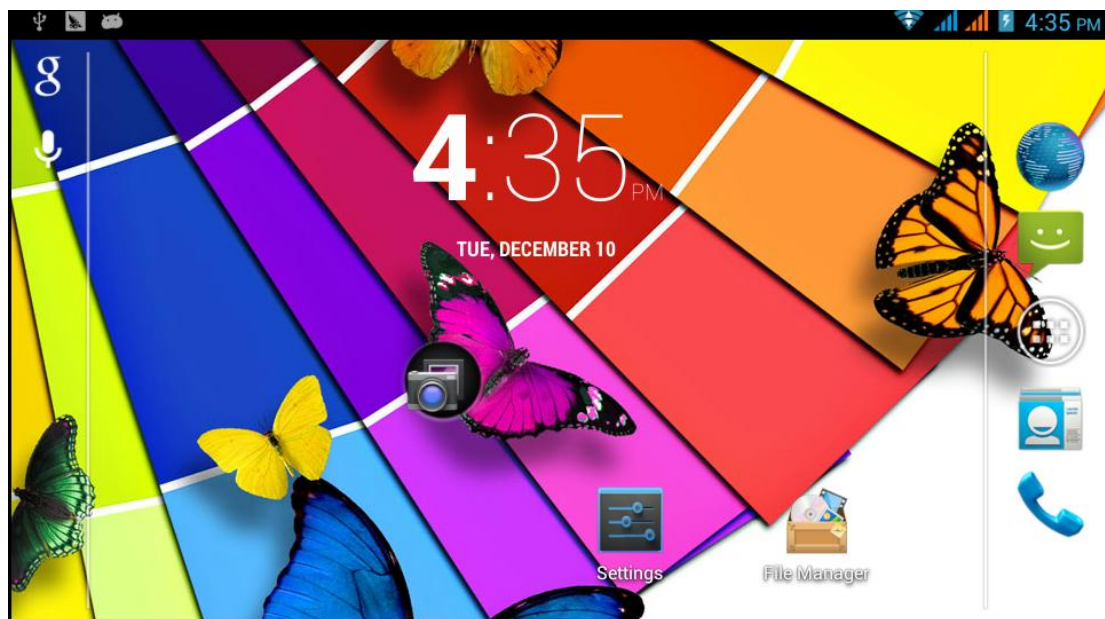 4:35 PM
g
4:35 PM
TUE, DECEMBER 10
Settings
File Manager